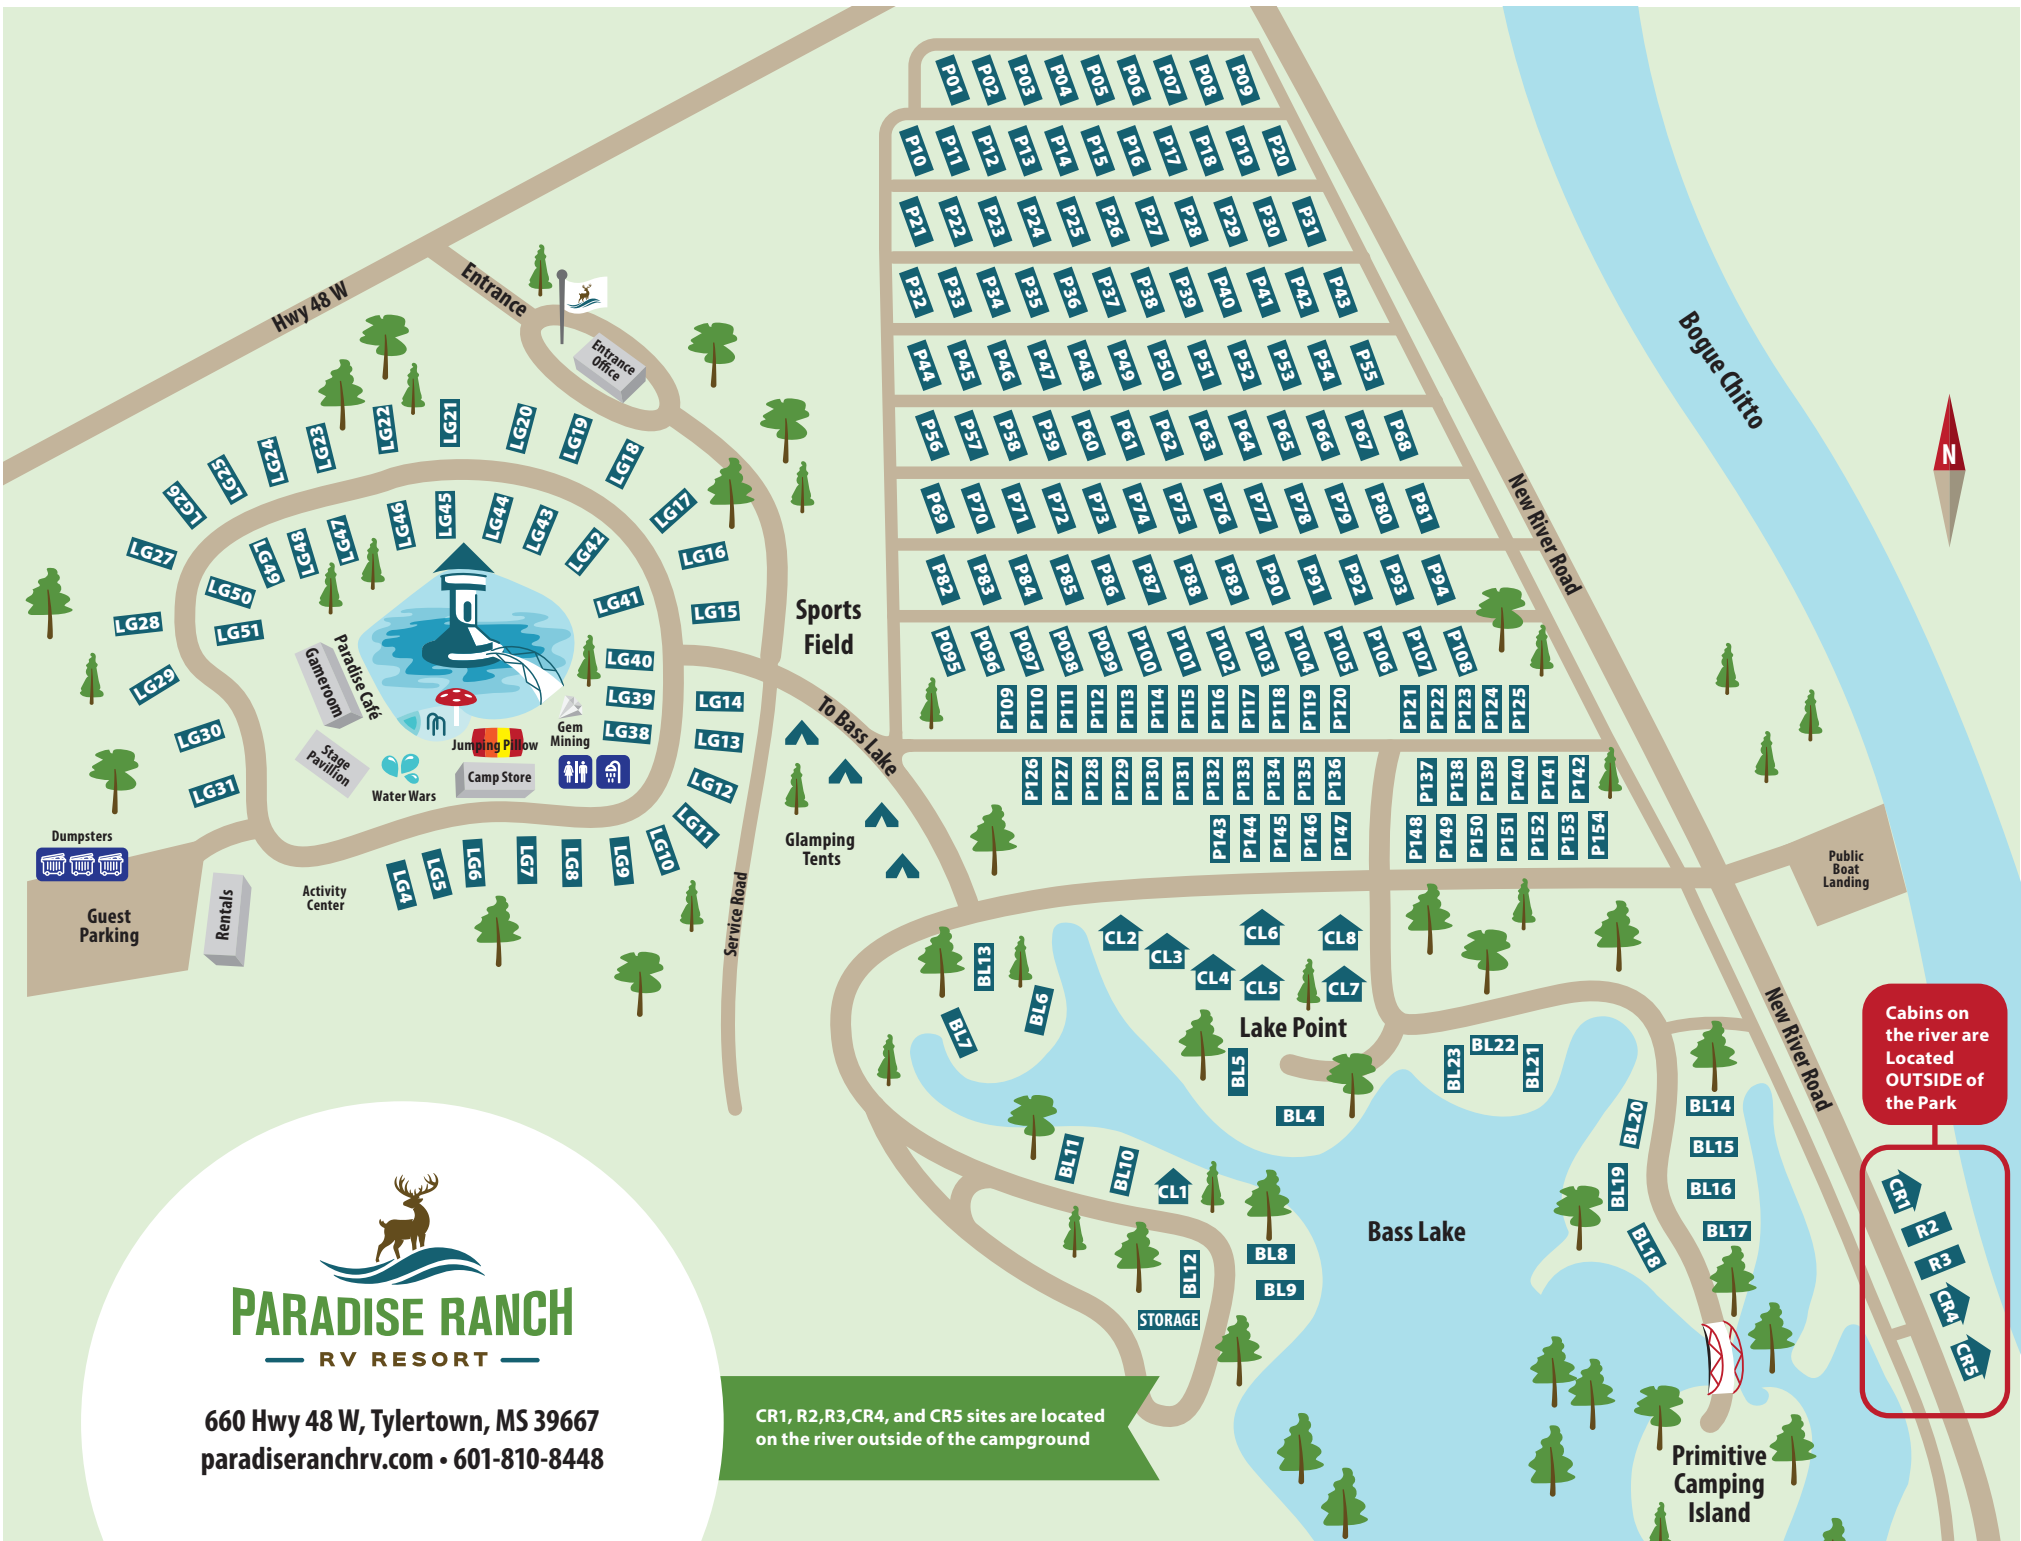 P01 P02 P03 P04 P05 P06 P07 P08 P09
P10 P11 P12 P13 P14 P15 P16 P17 P18 P19 P20
P21 P22 P23 P24 P25 P26 P27 P28 P29 P30 P31
P32 P33 P34 P35 P36 P37 P38 P39 P40 P41 P42 P43
P44 P45 P46 P47 P48 P49 P50 P51 P52 P53 P54 P55
P56 P57 P58 P59 P60 P61 P62 P63 P64 P65 P66 P67 P68
P69 P70 P71 P72 P73 P74 P75 P76 P77 P78 P79 P80 P81
P82 P83 P84 P85 P86 P87 P88 P89 P90 P91 P92 P93 P94
P095 P096 P097 P098 P099 P100 P101 P102 P103 P104 P105 P106 P107 P108
P109 P110 P111 P112 P113 P114 P115 P116 P117 P118 P119 P120 P121 P122 P123 P124 P125
P126 P127 P128 P129 P130 P131 P132 P133 P134 P135 P136 P137 P138 P139 P140 P141 P142
P143 P144 P145 P146 P147 P148 P149 P150 P151 P152 P153 P154
Hwy 48 W
Entrance
Entrance
Office
Bogue Chitto
New River Road
N
LG26 LG25 LG24 LG23 LG22 LG21 LG20 LG19 LG18
LG17
LG16
LG15
LG14
LG13
LG12
LG11
LG10
LG27
LG28
LG29
LG30
LG31
LG49 LG48 LG47 LG46 LG45 LG44 LG43 LG42
LG50
LG51
LG41
LG40
LG39
LG38
Paradise Café
Gameroom
Stage
Pavillion
Water Wars
Jumping Pillow
Camp Store
Gem
Mining
LG4 LG5 LG6 LG7 LG8 LG9
Sports
Field
To Bass Lake
Glamping
Tents
Service Road
Dumpsters
Guest
Parking
Rentals
Activity
Center
Public
Boat
Landing
CL2 CL3 CL4 CL6 CL5 CL8 CL7
Lake Point
BL13
BL6
BL7
BL5
BL4
BL23 BL22 BL21
BL20
BL19
BL18
BL14
BL15
BL16
BL17
BL11 BL10 CL1
BL12
BL8
BL9
STORAGE
Bass Lake
New River Road
Cabins on
the river are
Located
OUTSIDE of
the Park
CR1
R2
R3
CR4
CR5
Primitive
Camping
Island
PARADISE RANCH
RV RESORT
660 Hwy 48 W, Tylertown, MS 39667
paradiseranchrv.com • 601-810-8448
CR1, R2,R3,CR4, and CR5 sites are located
on the river outside of the campground